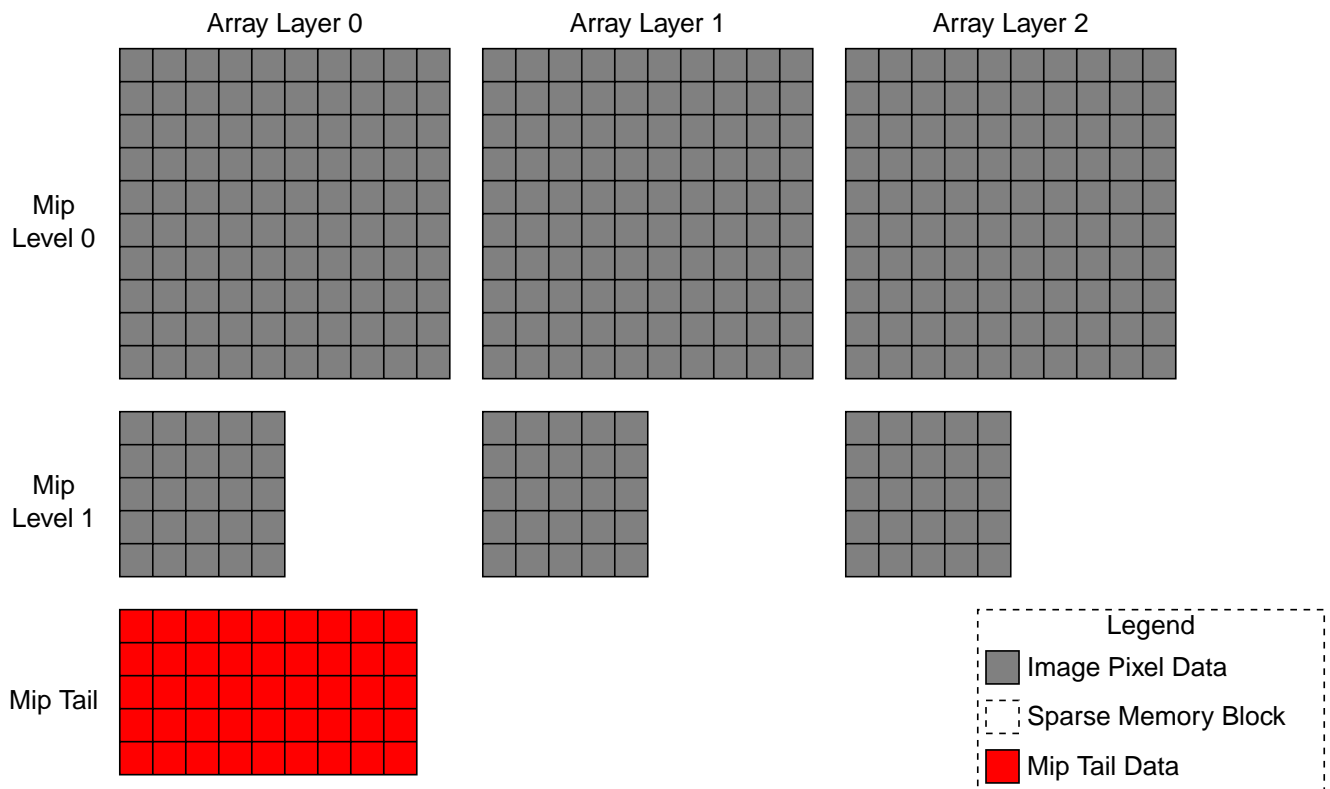 Array Layer 0
Array Layer 1
Array Layer 2
Mip
Level 0
Mip
Level 1
Mip Tail
Legend
Image Pixel Data
Sparse Memory Block
Mip Tail Data